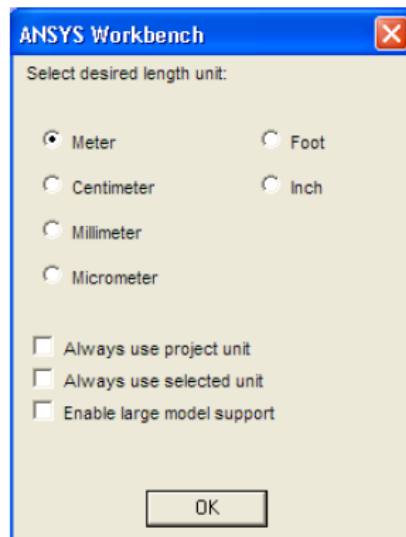 ANSYS Workbench
Select desired length unit:
Meter
Foot
Centimeter
Inch
Millimeter
Micrometer
Always use project unit
Always use selected unit
Enable large model support
OK